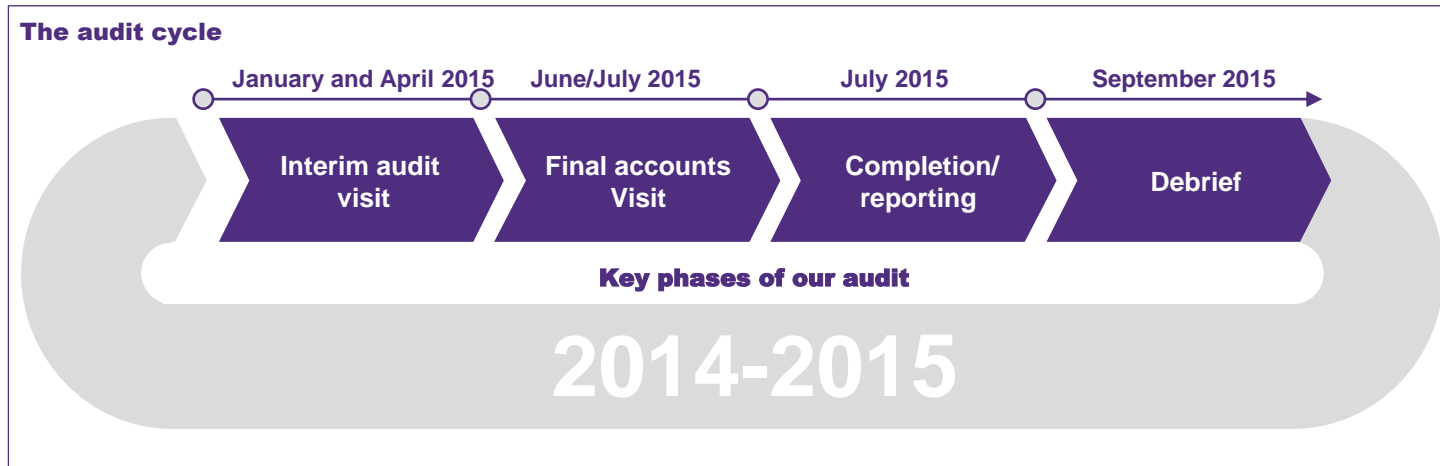 The audit cycle
January and April 2015
June/July 2015
July 2015
September 2015
Interim audit
visit
Final accounts
Visit
Completion/
reporting
Debrief
Key phases of our audit
2014-2015